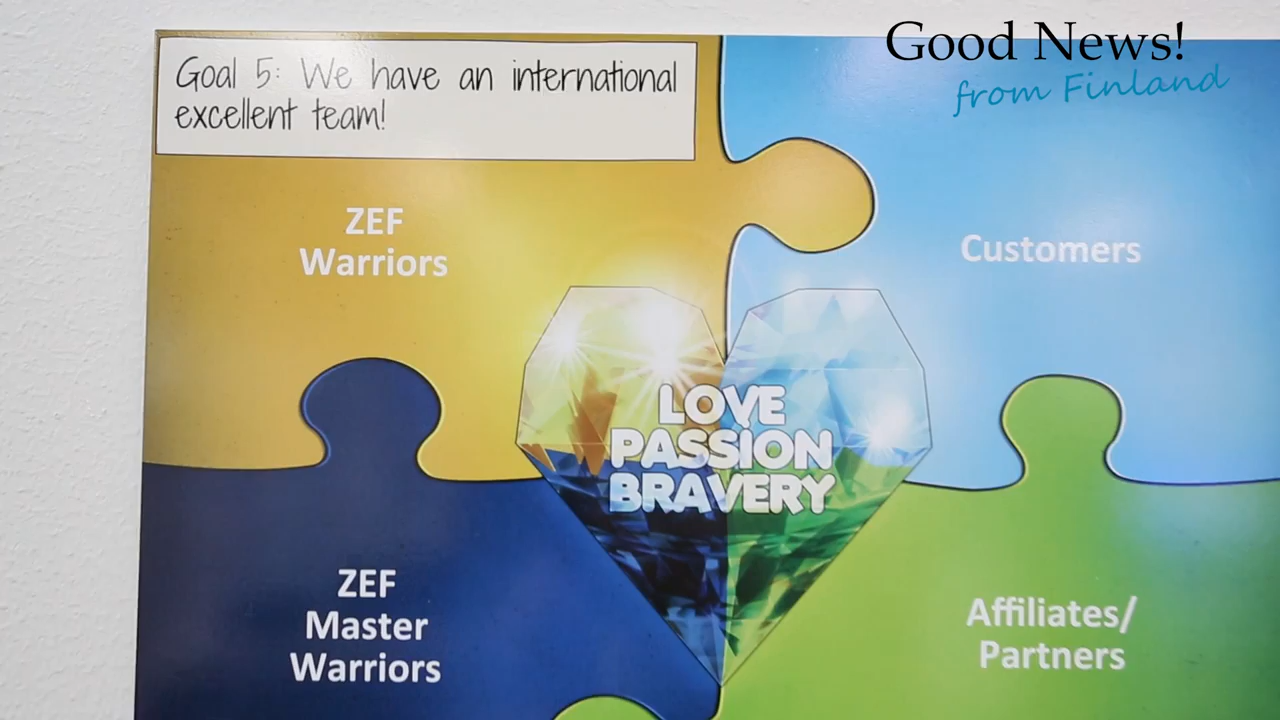 Good News!
from Finland
Goal 5: We have an international
excellent team!
ZEF
Warriors
Customers
LOVE
PASSION
BRAVERY
ZEF
Master
Warriors
Affiliates/
Partners